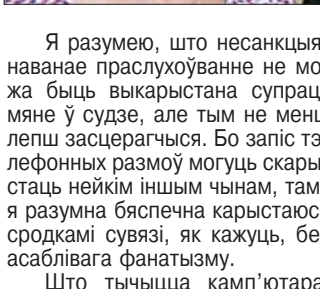 Я разумею, што несанкцыя
наванае праслухоўванне не мо
жа быць выкарыстана супрац
мяне ў судзе, але тым не менш
лепш засцерагчыся. Бо запіс тэ
лефонных размоў могуць скары
стаць нейкім іншым чынам, там
я разумна бяспечна карыстаюс
сродкамі сувязі, як кажуць, бе
асаблівага фанатызму.
Што тычыцца камп'ютара